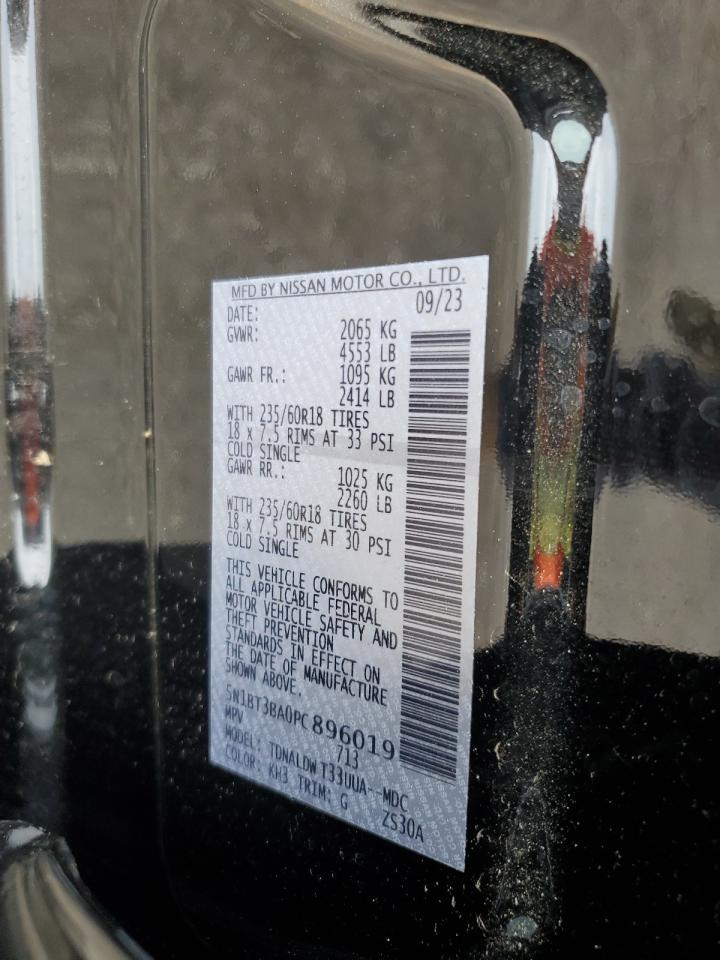 MFD BY NISSAN MOTOR CO., LTD.
DATE: 09/23
GVWR: 2065 KG
4553 LB
GAWR FR.: 1095 KG
2414 LB
WITH 235/60R18 TIRES
18 x 7.5 RIMS AT 33 PSI
COLD SINGLE
GAWR RR.: 1025 KG
2260 LB
WITH 235/60R18 TIRES
18 x 7.5 RIMS AT 30 PSI
COLD SINGLE
THIS VEHICLE CONFORMS TO
ALL APPLICABLE FEDERAL
MOTOR VEHICLE SAFETY AND
THEFT PREVENTION
STANDARDS IN EFFECT ON
THE DATE OF MANUFACTURE
SHOWN ABOVE.
5N1BT3BA0PC896019
MPV 713
MODEL: TDNALDW T33UUA--MDC
COLOR: KH3 TRIM: G ZS30A